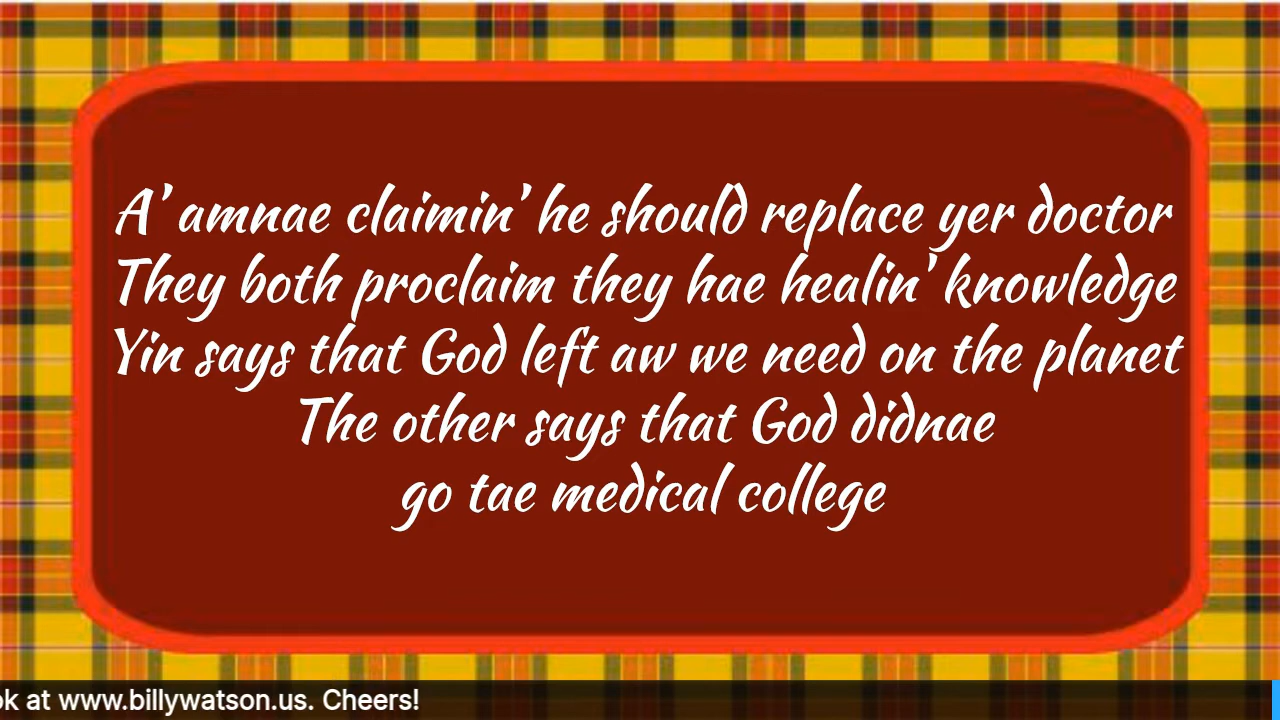 A' amnae claimin' he should replace yer doctor
They both proclaim they hae healin' knowledge
Yin says that God left aw we need on the planet
The other says that God didnae
go tae medical college
ok at www.billywatson.us. Cheers!